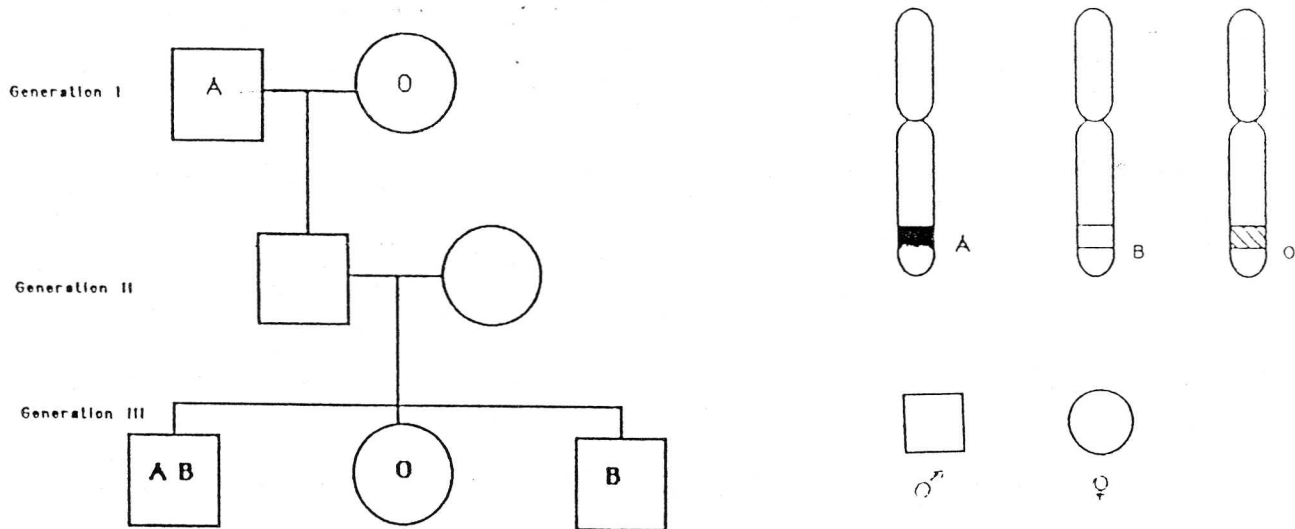 Generation I
A
O
Generation II
Generation III
A B
O
B
A
B
O
♂
♀